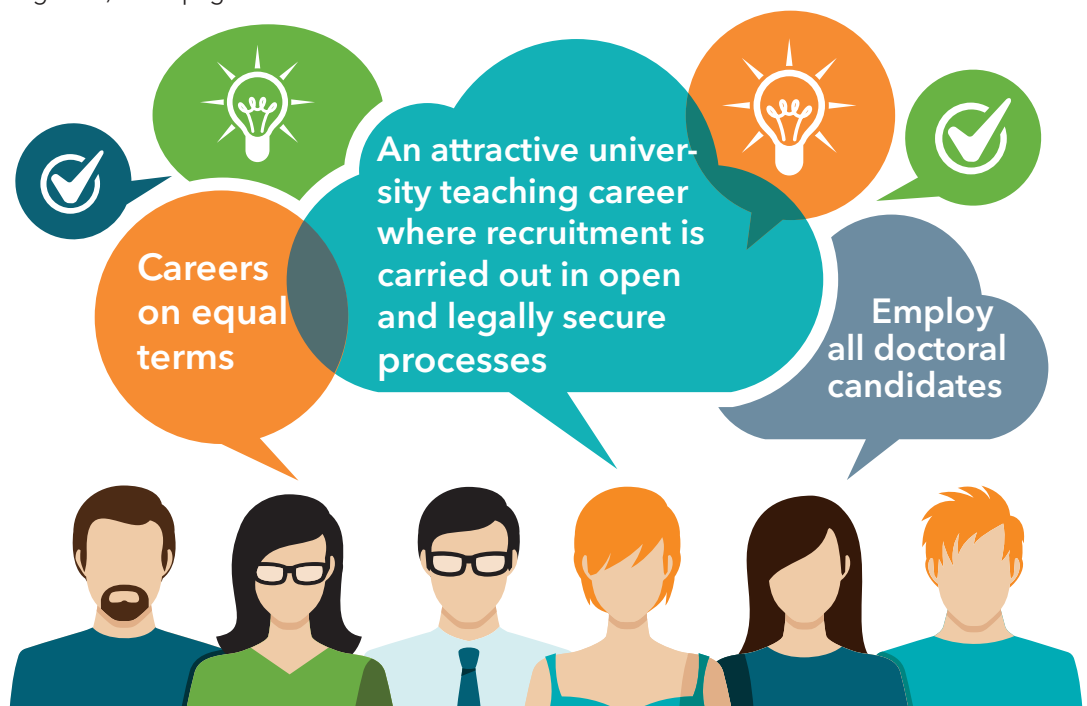 Careers
on equal
terms
An attractive univer-
sity teaching career
where recruitment is
carried out in open
and legally secure
processes
Employ
all doctoral
candidates